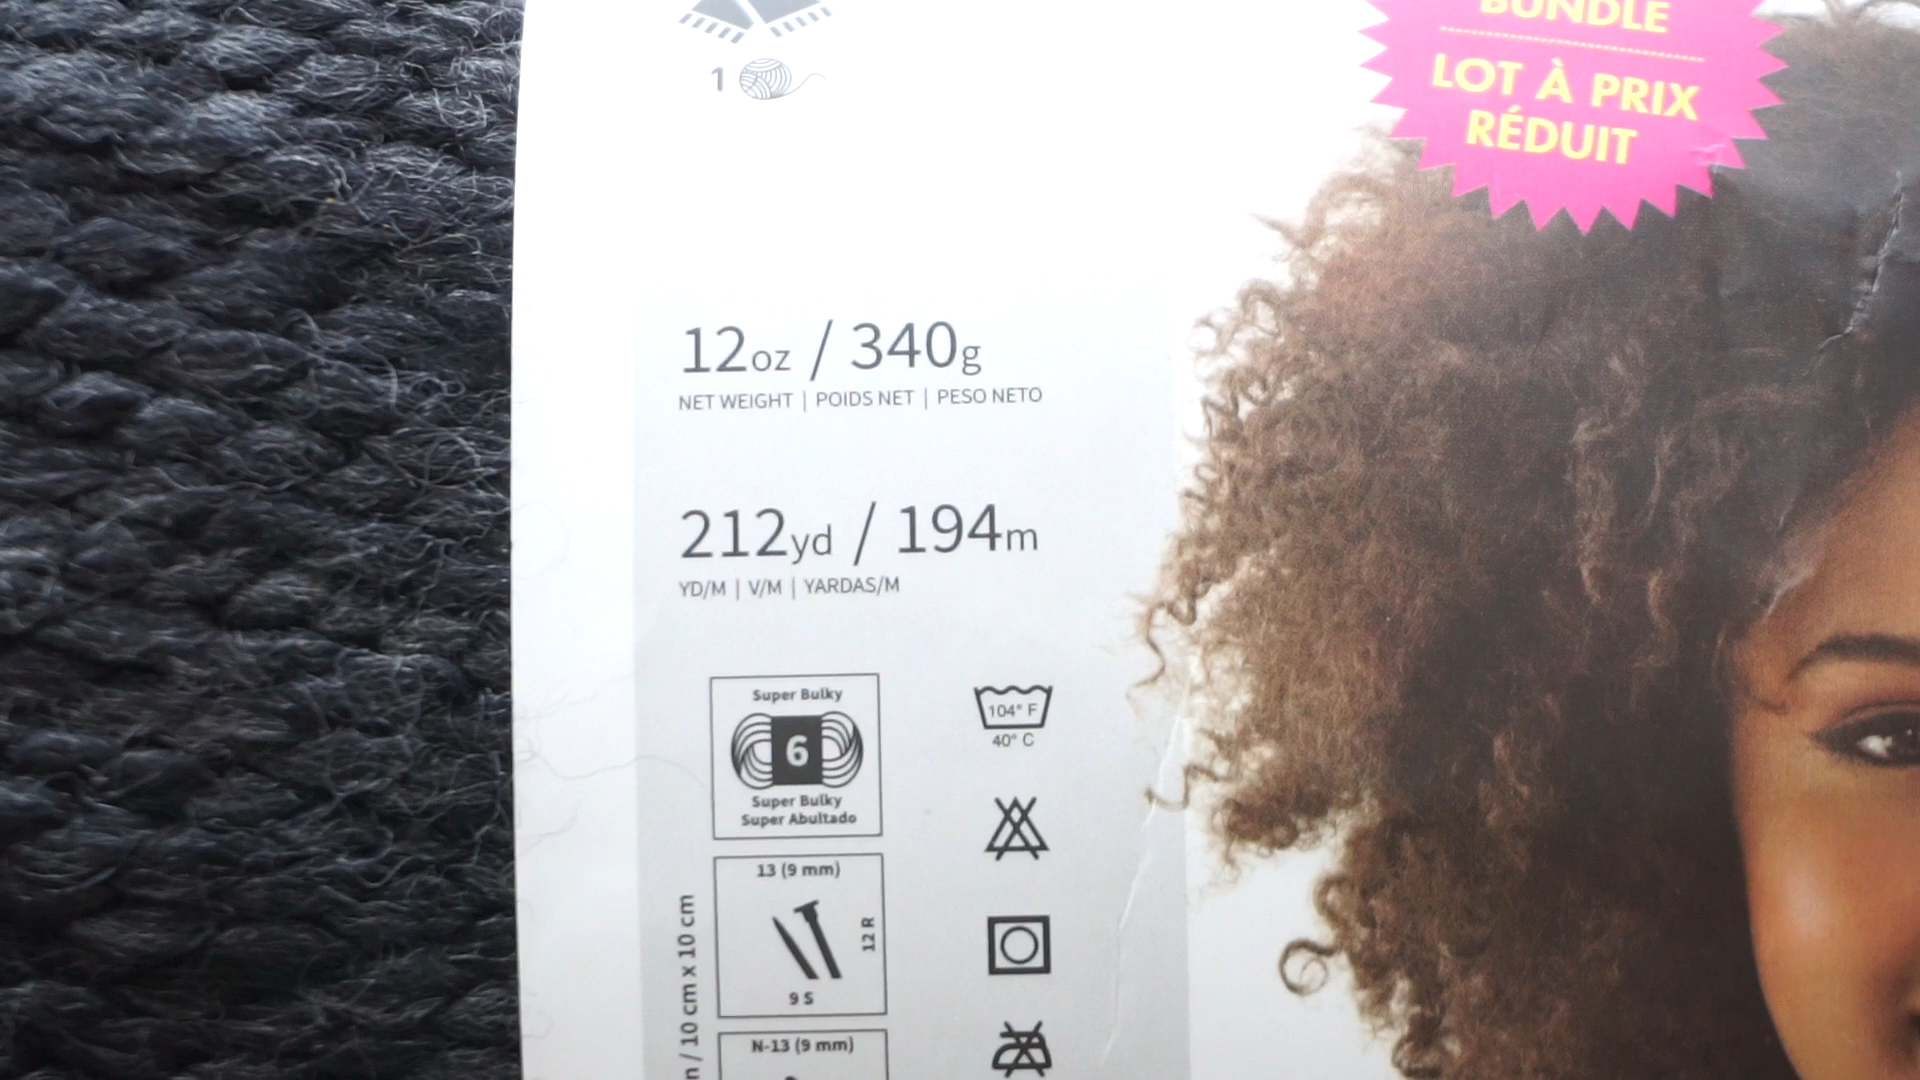 BUNDLE
LOT À PRIX
RÉDUIT
1
12oz / 340g
NET WEIGHT | POIDS NET | PESO NETO
212yd / 194m
YD/M | V/M | YARDAS/M
Super Bulky
6
Super Bulky
Super Abultado
104° F
40° C
13 (9 mm)
12 R
9 S
/ 10 cm x 10 cm
N-13 (9 mm)